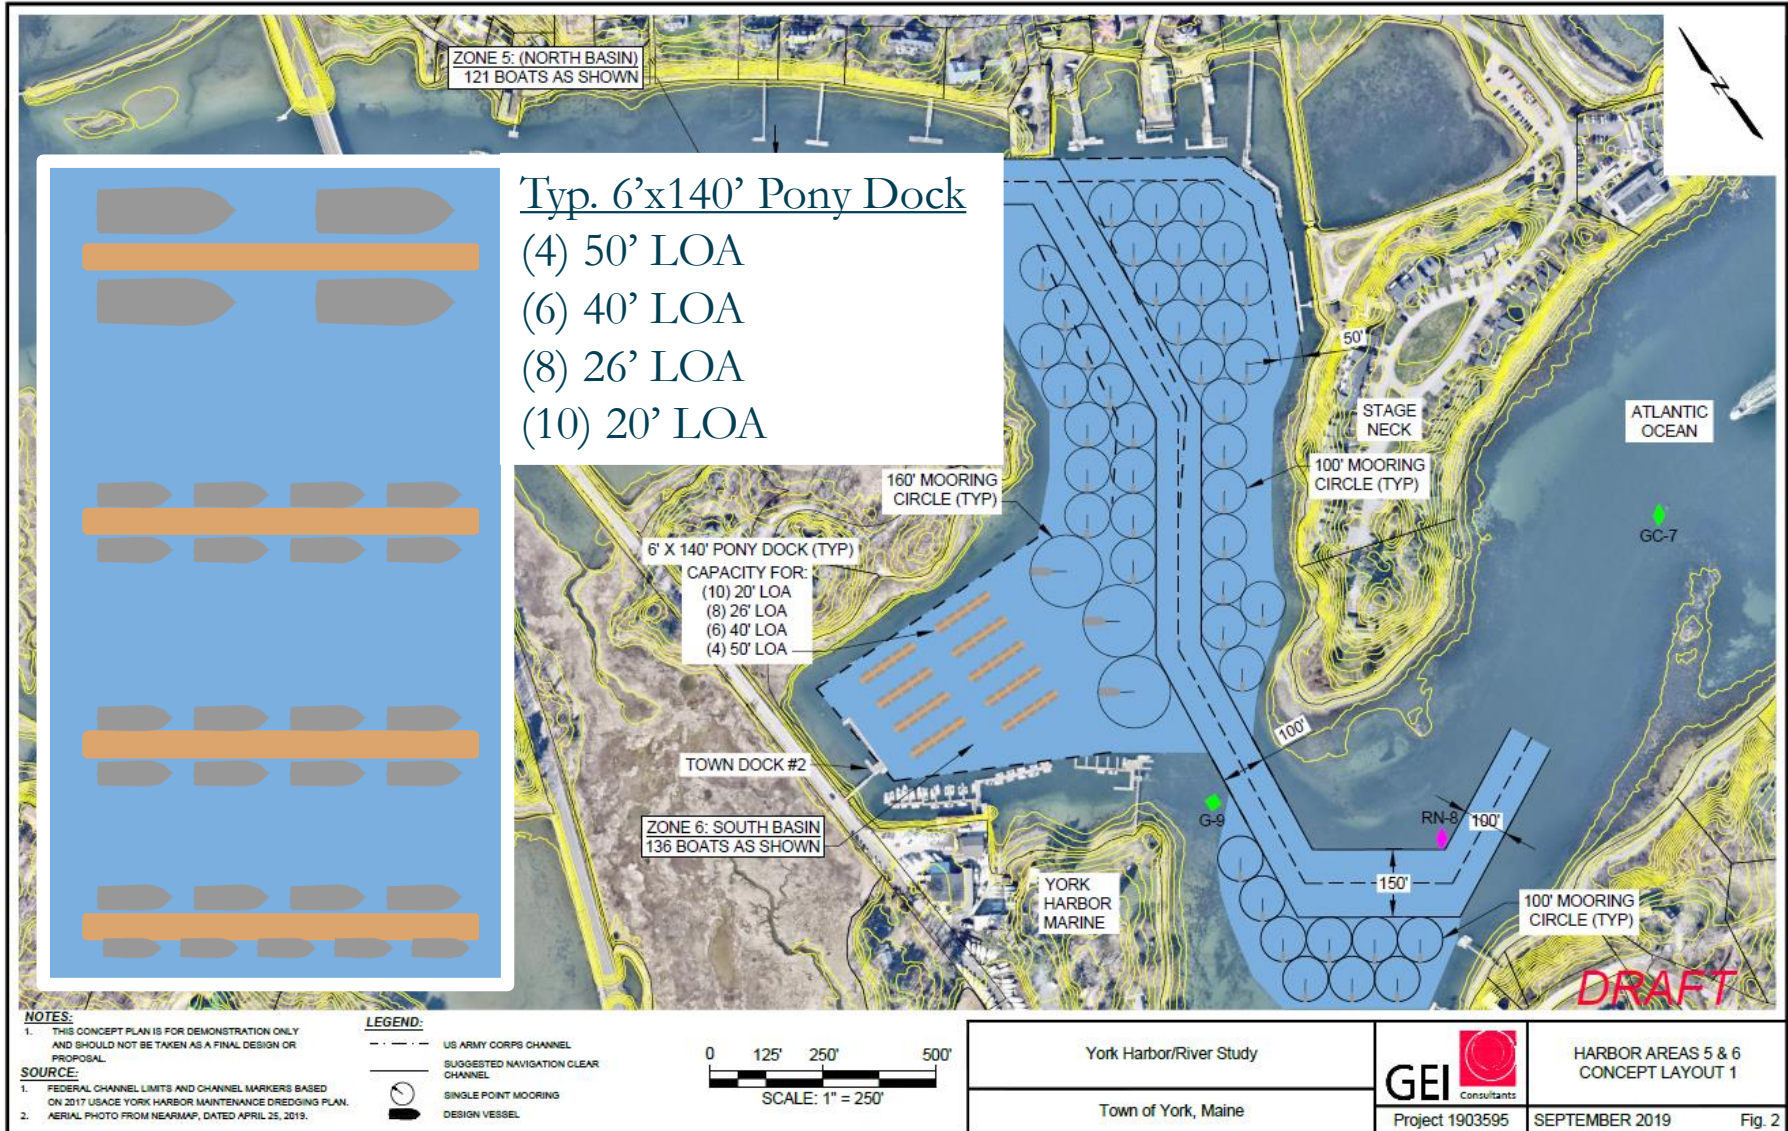 ZONE 5: (NORTH BASIN)
121 BOATS AS SHOWN
N
Typ. 6’x140’ Pony Dock
(4) 50’ LOA
(6) 40’ LOA
(8) 26’ LOA
(10) 20’ LOA
50'
STAGE
NECK
ATLANTIC
OCEAN
160' MOORING
CIRCLE (TYP)
100' MOORING
CIRCLE (TYP)
GC-7
6' X 140' PONY DOCK (TYP)
CAPACITY FOR:
(10) 20' LOA
(8) 26' LOA
(6) 40' LOA
(4) 50' LOA
100'
TOWN DOCK #2
G-9
RN-8
100'
ZONE 6: SOUTH BASIN
136 BOATS AS SHOWN
YORK
HARBOR
MARINE
150'
100' MOORING
CIRCLE (TYP)
DRAFT
NOTES:
1. THIS CONCEPT PLAN IS FOR DEMONSTRATION ONLY
AND SHOULD NOT BE TAKEN AS A FINAL DESIGN OR
PROPOSAL.
SOURCE:
1. FEDERAL CHANNEL LIMITS AND CHANNEL MARKERS BASED
ON 2017 USACE YORK HARBOR MAINTENANCE DREDGING PLAN.
2. AERIAL PHOTO FROM NEARMAP, DATED APRIL 25, 2019.
LEGEND:
US ARMY CORPS CHANNEL
SUGGESTED NAVIGATION CLEAR
CHANNEL
SINGLE POINT MOORING
DESIGN VESSEL
0 125' 250' 500'
SCALE: 1" = 250'
York Harbor/River Study
Town of York, Maine
GEI
Consultants
Project 1903595
HARBOR AREAS 5 & 6
CONCEPT LAYOUT 1
SEPTEMBER 2019
Fig. 2